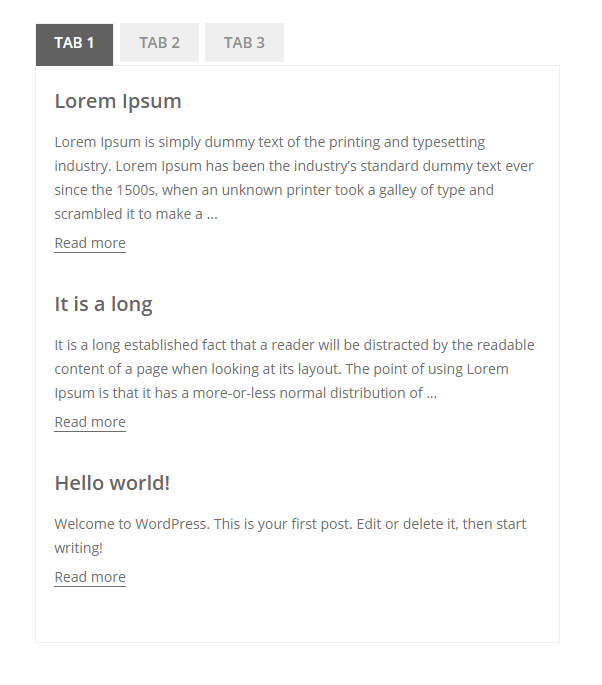 TAB 1 TAB 2 TAB 3
Lorem Ipsum
Lorem Ipsum is simply dummy text of the printing and typesetting
industry. Lorem Ipsum has been the industry’s standard dummy text ever
since the 1500s, when an unknown printer took a galley of type and
scrambled it to make a ...
Read more
It is a long
It is a long established fact that a reader will be distracted by the readable
content of a page when looking at its layout. The point of using Lorem
Ipsum is that it has a more-or-less normal distribution of ...
Read more
Hello world!
Welcome to WordPress. This is your first post. Edit or delete it, then start
writing!
Read more